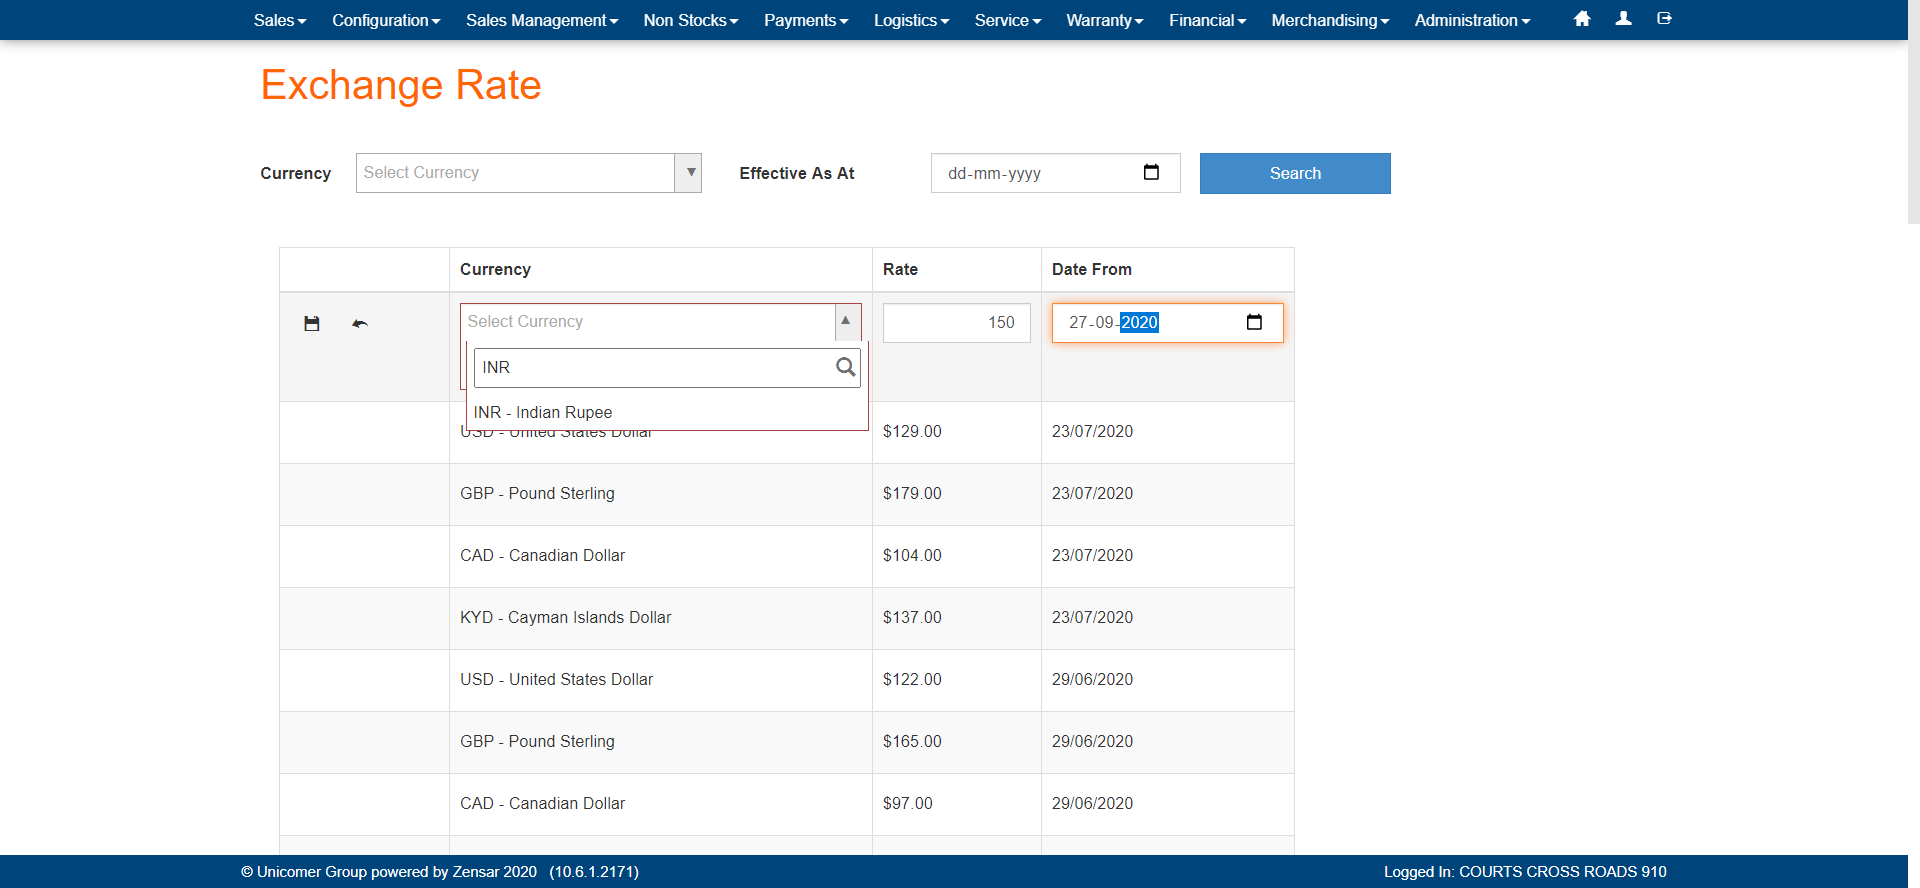 Sales Configuration Sales Management Non Stocks Payments Logistics Service Warranty Financial Merchandising Administration
Exchange Rate
Currency Select Currency Effective As At dd-mm-yyyy Search
Currency Rate Date From
Select Currency 150 27-09-2020
INR
INR - Indian Rupee
USD - United States Dollar $129.00 23/07/2020
GBP - Pound Sterling $179.00 23/07/2020
CAD - Canadian Dollar $104.00 23/07/2020
KYD - Cayman Islands Dollar $137.00 23/07/2020
USD - United States Dollar $122.00 29/06/2020
GBP - Pound Sterling $165.00 29/06/2020
CAD - Canadian Dollar $97.00 29/06/2020
© Unicomer Group powered by Zensar 2020 (10.6.1.2171) Logged In: COURTS CROSS ROADS 910